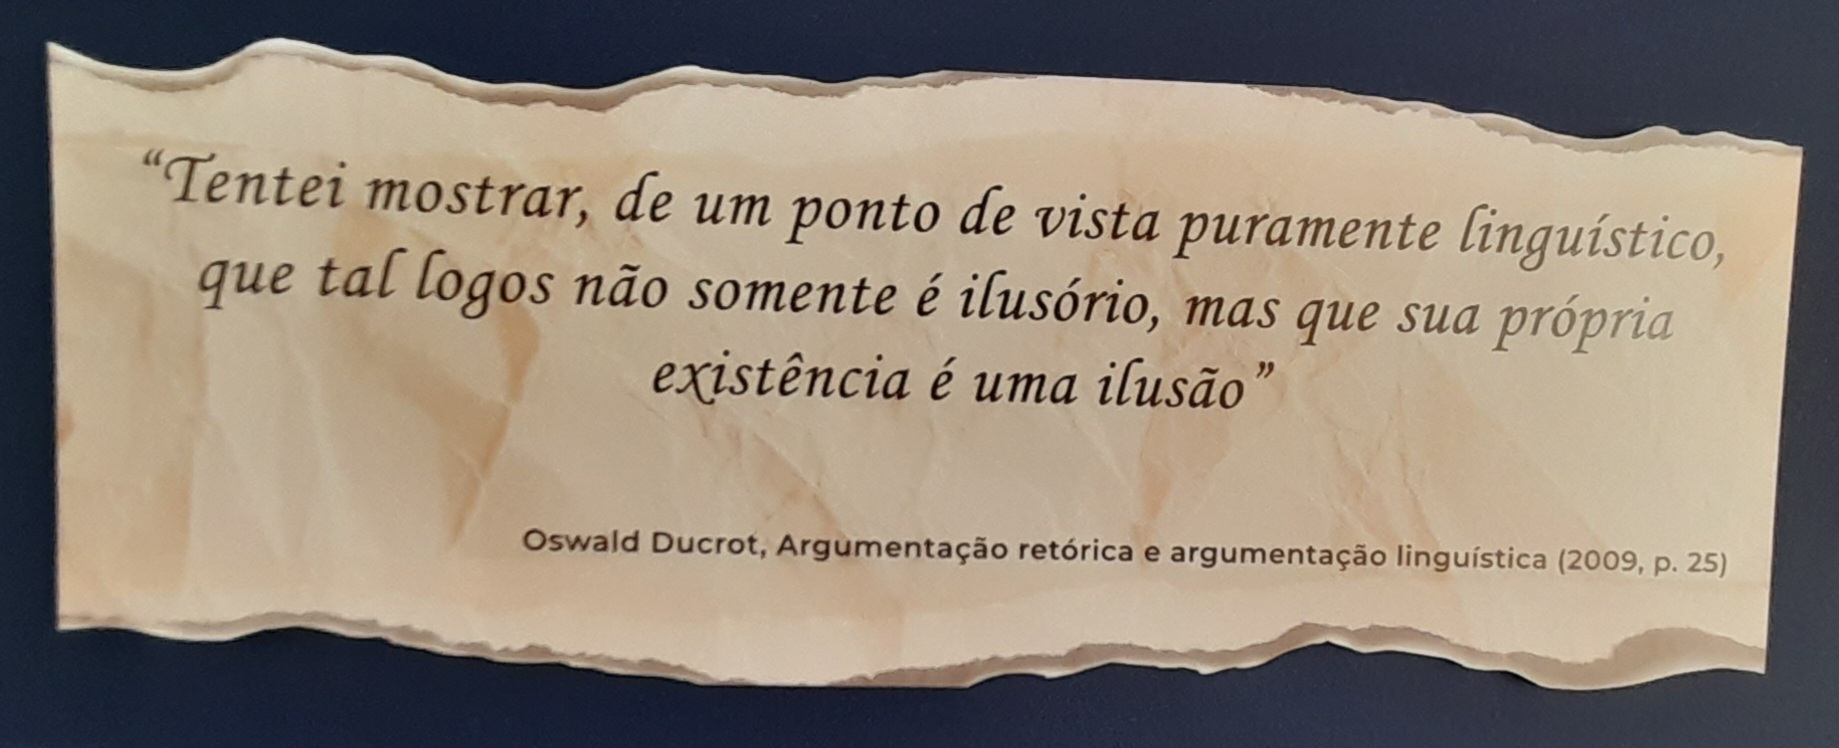 “Tentei mostrar, de um ponto de vista puramente linguístico,
que tal logos não somente é ilusório, mas que sua própria
existência é uma ilusão”
Oswald Ducrot, Argumentação retórica e argumentação linguística (2009, p. 25)